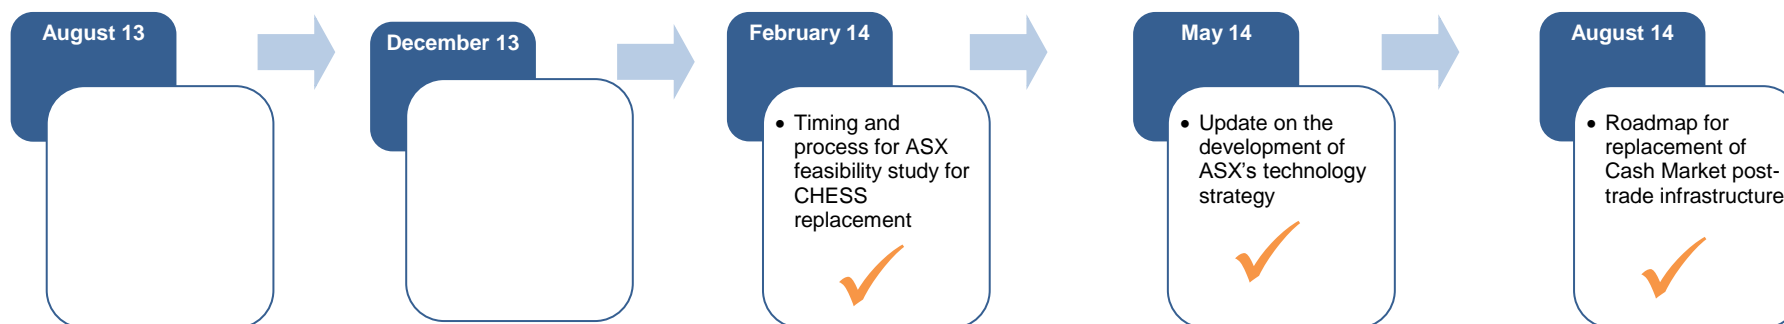 August 13
December 13
February 14
May 14
August 14
• Timing and
process for ASX
feasibility study for
CHESS
replacement
• Update on the
development of
ASX's technology
strategy
• Roadmap for
replacement of
Cash Market post-
trade infrastructure